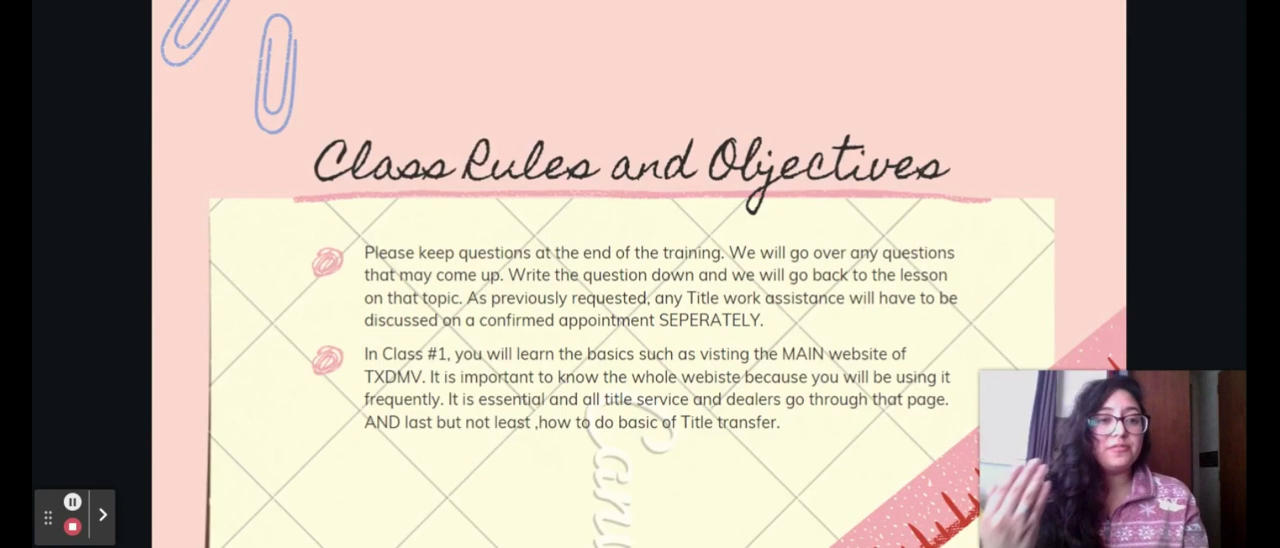 Class Rules and Objectives
Please keep questions at the end of the training. We will go over any questions
that may come up. Write the question down and we will go back to the lesson
on that topic. As previously requested, any Title work assistance will have to be
discussed on a confirmed appointment SEPERATELY.
In Class #1, you will learn the basics such as visting the MAIN website of
TXDMV. It is important to know the whole webiste because you will be using it
frequently. It is essential and all title service and dealers go through that page.
AND last but not least ,how to do basic of Title transfer.